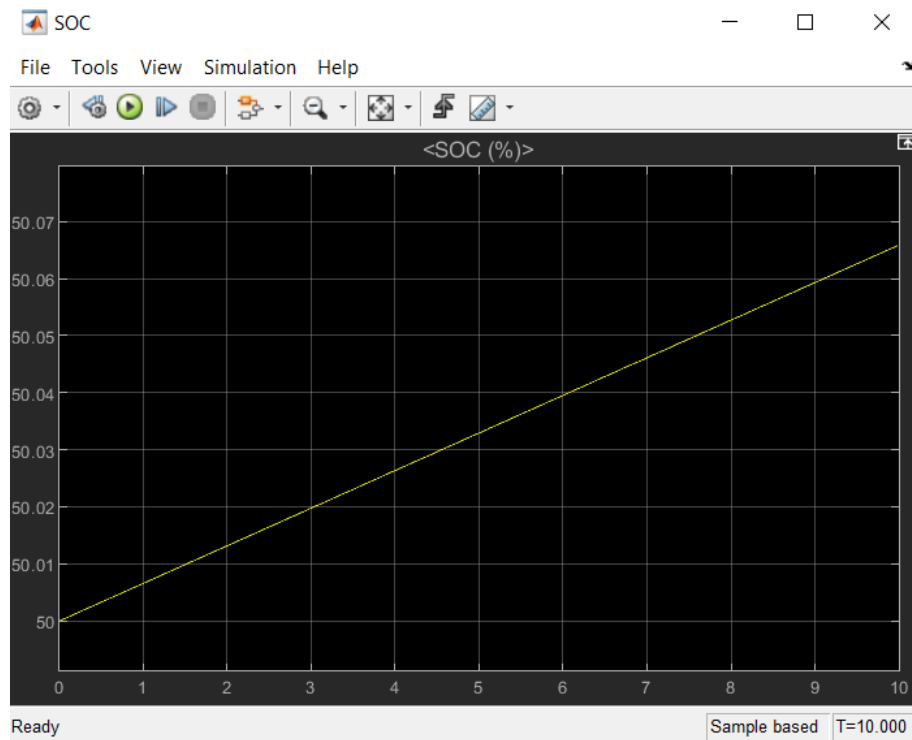 SOC
File Tools View Simulation Help
<SOC (%)>
50.07
50.06
50.05
50.04
50.03
50.02
50.01
50
0 1 2 3 4 5 6 7 8 9 10
Ready Sample based T=10.000